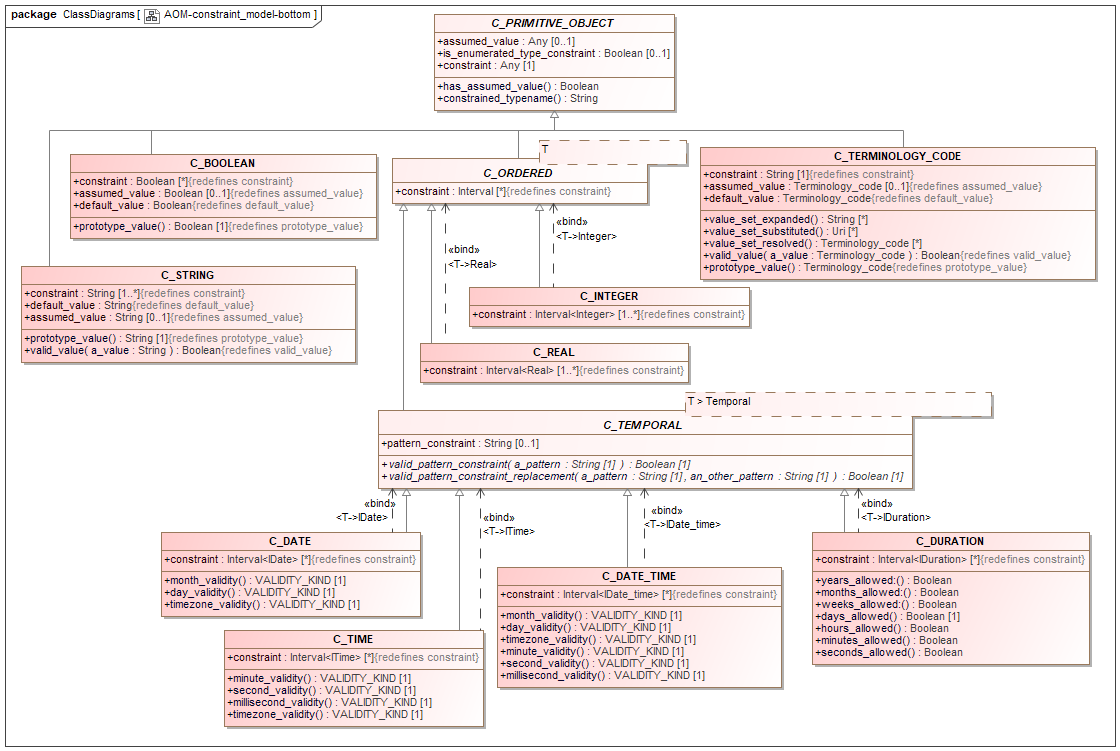 package ClassDiagrams [ AOM-constraint_model-bottom ]
C_PRIMITIVE_OBJECT
+assumed_value : Any [0..1]
+is_enumerated_type_constraint : Boolean [0..1]
+constraint : Any [1]
+has_assumed_value() : Boolean
+constrained_typename() : String
C_BOOLEAN
+constraint : Boolean [*]{redefines constraint}
+assumed_value : Boolean [0..1]{redefines assumed_value}
+default_value : Boolean{redefines default_value}
+prototype_value() : Boolean [1]{redefines prototype_value}
T
C_ORDERED
+constraint : Interval [*]{redefines constraint}
C_TERMINOLOGY_CODE
+constraint : String [1]{redefines constraint}
+assumed_value : Terminology_code [0..1]{redefines assumed_value}
+default_value : Terminology_code{redefines default_value}
+value_set_expanded() : String [*]
+value_set_substituted() : Uri [*]
+value_set_resolved() : Terminology_code [*]
+valid_value( a_value : Terminology_code ) : Boolean{redefines valid_value}
+prototype_value() : Terminology_code{redefines prototype_value}
«bind»
<T->Real>
«bind»
<T->Integer>
C_STRING
+constraint : String [1..*]{redefines constraint}
+default_value : String{redefines default_value}
+assumed_value : String [0..1]{redefines assumed_value}
+prototype_value() : String [1]{redefines prototype_value}
+valid_value( a_value : String ) : Boolean{redefines valid_value}
C_INTEGER
+constraint : Interval<Integer> [1..*]{redefines constraint}
C_REAL
+constraint : Interval<Real> [1..*]{redefines constraint}
T > Temporal
C_TEMPORAL
+pattern_constraint : String [0..1]
+valid_pattern_constraint( a_pattern : String [1] ) : Boolean [1]
+valid_pattern_constraint_replacement( a_pattern : String [1], an_other_pattern : String [1] ) : Boolean [1]
«bind»
<T->IDate>
«bind»
<T->ITime>
«bind»
<T->IDate_time>
«bind»
<T->IDuration>
C_DATE
+constraint : Interval<IDate> [*]{redefines constraint}
+month_validity() : VALIDITY_KIND [1]
+day_validity() : VALIDITY_KIND [1]
+timezone_validity() : VALIDITY_KIND [1]
C_TIME
+constraint : Interval<ITime> [*]{redefines constraint}
+minute_validity() : VALIDITY_KIND [1]
+second_validity() : VALIDITY_KIND [1]
+millisecond_validity() : VALIDITY_KIND [1]
+timezone_validity() : VALIDITY_KIND [1]
C_DATE_TIME
+constraint : Interval<IDate_time> [*]{redefines constraint}
+month_validity() : VALIDITY_KIND [1]
+day_validity() : VALIDITY_KIND [1]
+timezone_validity() : VALIDITY_KIND [1]
+minute_validity() : VALIDITY_KIND [1]
+second_validity() : VALIDITY_KIND [1]
+millisecond_validity() : VALIDITY_KIND [1]
C_DURATION
+constraint : Interval<IDuration> [*]{redefines constraint}
+years_allowed:() : Boolean
+months_allowed:() : Boolean
+weeks_allowed:() : Boolean
+days_allowed() : Boolean [1]
+hours_allowed() : Boolean
+minutes_allowed() : Boolean
+seconds_allowed() : Boolean